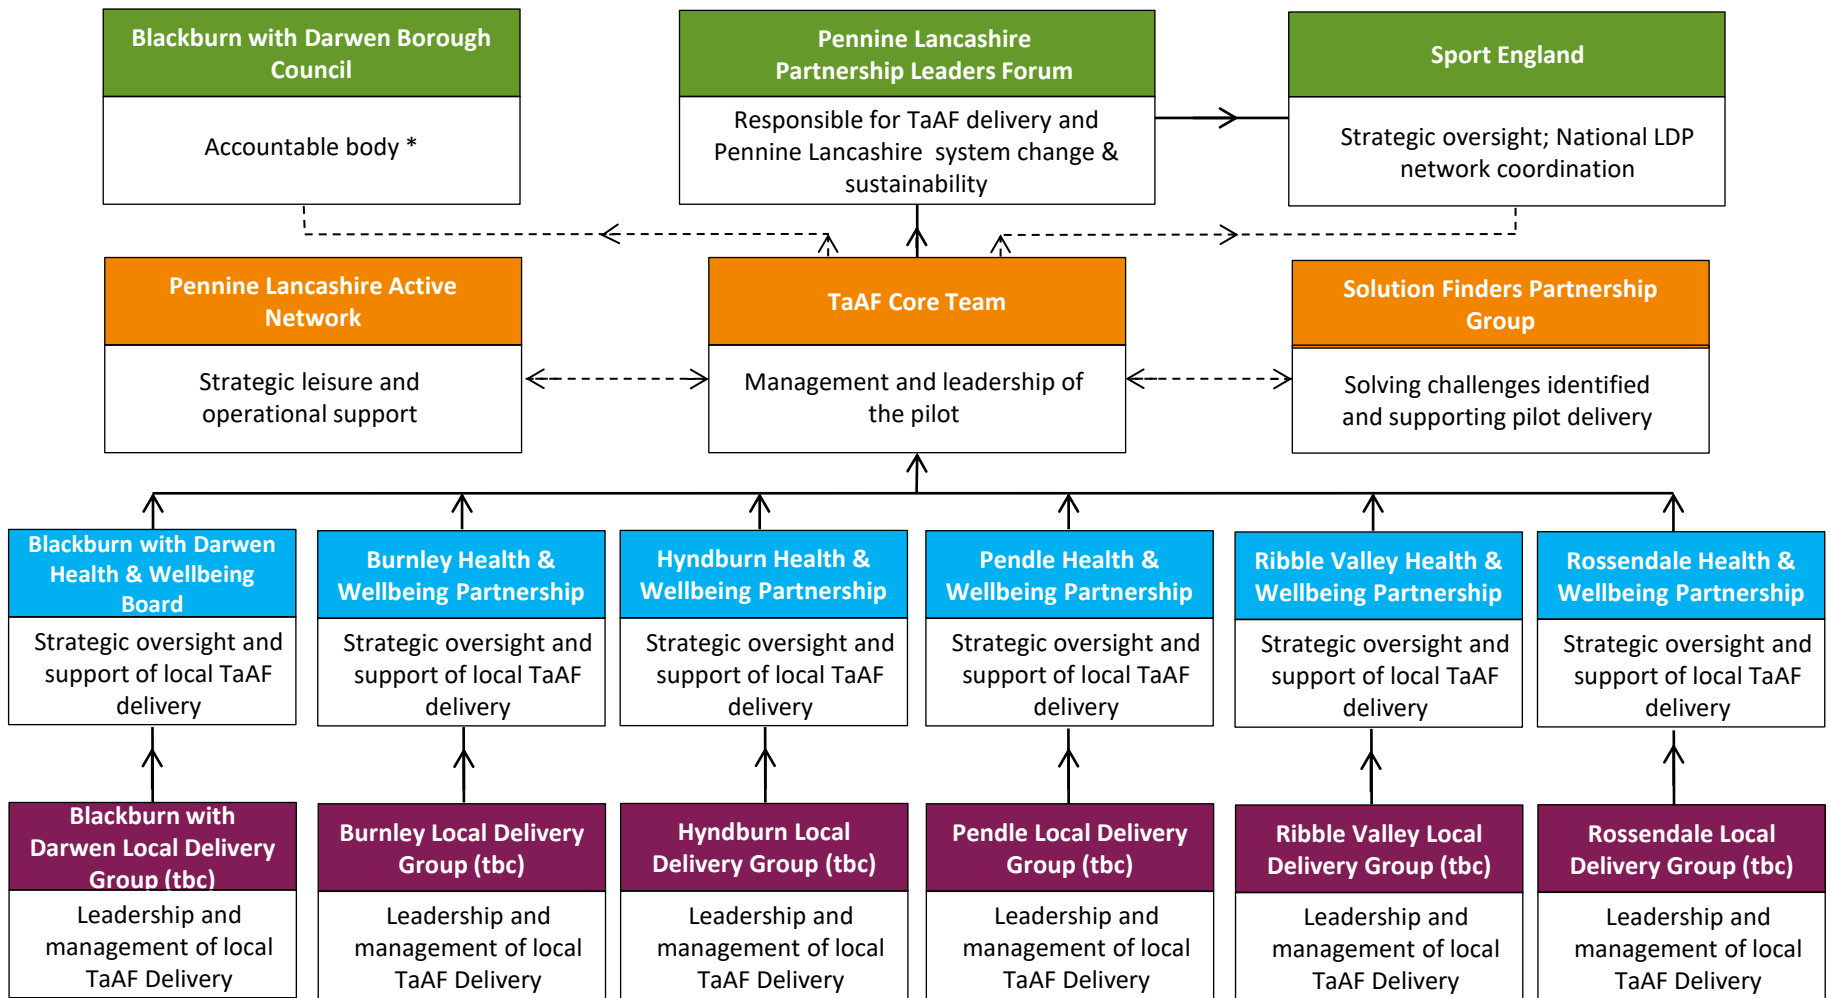 Blackburn with Darwen Borough
Council
Accountable body *
Pennine Lancashire
Partnership Leaders Forum
Responsible for TaAF delivery and
Pennine Lancashire system change &
sustainability
Sport England
Strategic oversight; National LDP
network coordination
Pennine Lancashire Active
Network
Strategic leisure and
operational support
TaAF Core Team
Management and leadership of
the pilot
Solution Finders Partnership
Group
Solving challenges identified
and supporting pilot delivery
Blackburn with Darwen
Health & Wellbeing
Board
Strategic oversight and
support of local TaAF
delivery
Burnley Health &
Wellbeing Partnership
Strategic oversight and
support of local TaAF
delivery
Hyndburn Health &
Wellbeing Partnership
Strategic oversight and
support of local TaAF
delivery
Pendle Health &
Wellbeing Partnership
Strategic oversight and
support of local TaAF
delivery
Ribble Valley Health &
Wellbeing Partnership
Strategic oversight and
support of local TaAF
delivery
Rossendale Health &
Wellbeing Partnership
Strategic oversight and
support of local TaAF
delivery
Blackburn with
Darwen Local Delivery
Group (tbc)
Leadership and
management of local
TaAF Delivery
Burnley Local Delivery
Group (tbc)
Leadership and
management of local
TaAF Delivery
Hyndburn Local
Delivery Group (tbc)
Leadership and
management of local
TaAF Delivery
Pendle Local Delivery
Group (tbc)
Leadership and
management of local
TaAF Delivery
Ribble Valley Local
Delivery Group (tbc)
Leadership and
management of local
TaAF Delivery
Rossendale Local
Delivery Group (tbc)
Leadership and
management of local
TaAF Delivery